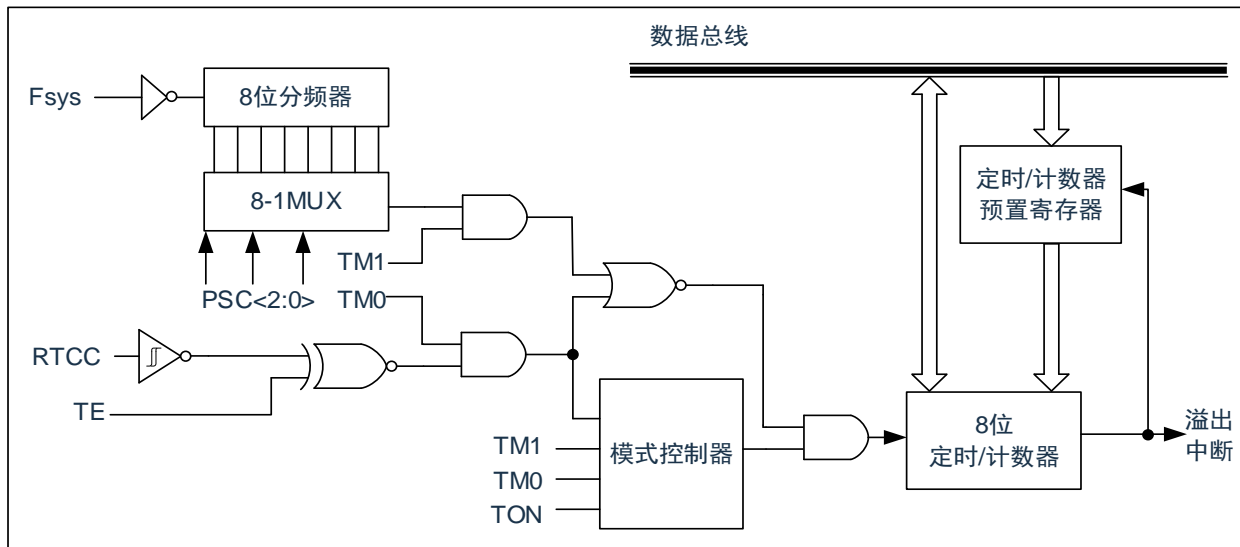 数据总线
Fsys
8位分频器
8-1MUX
定时/计数器
预置寄存器
TM1
PSC<2:0>
TM0
RTCC
TE
TM1
TM0
TON
模式控制器
8位
定时/计数器
溢出
中断